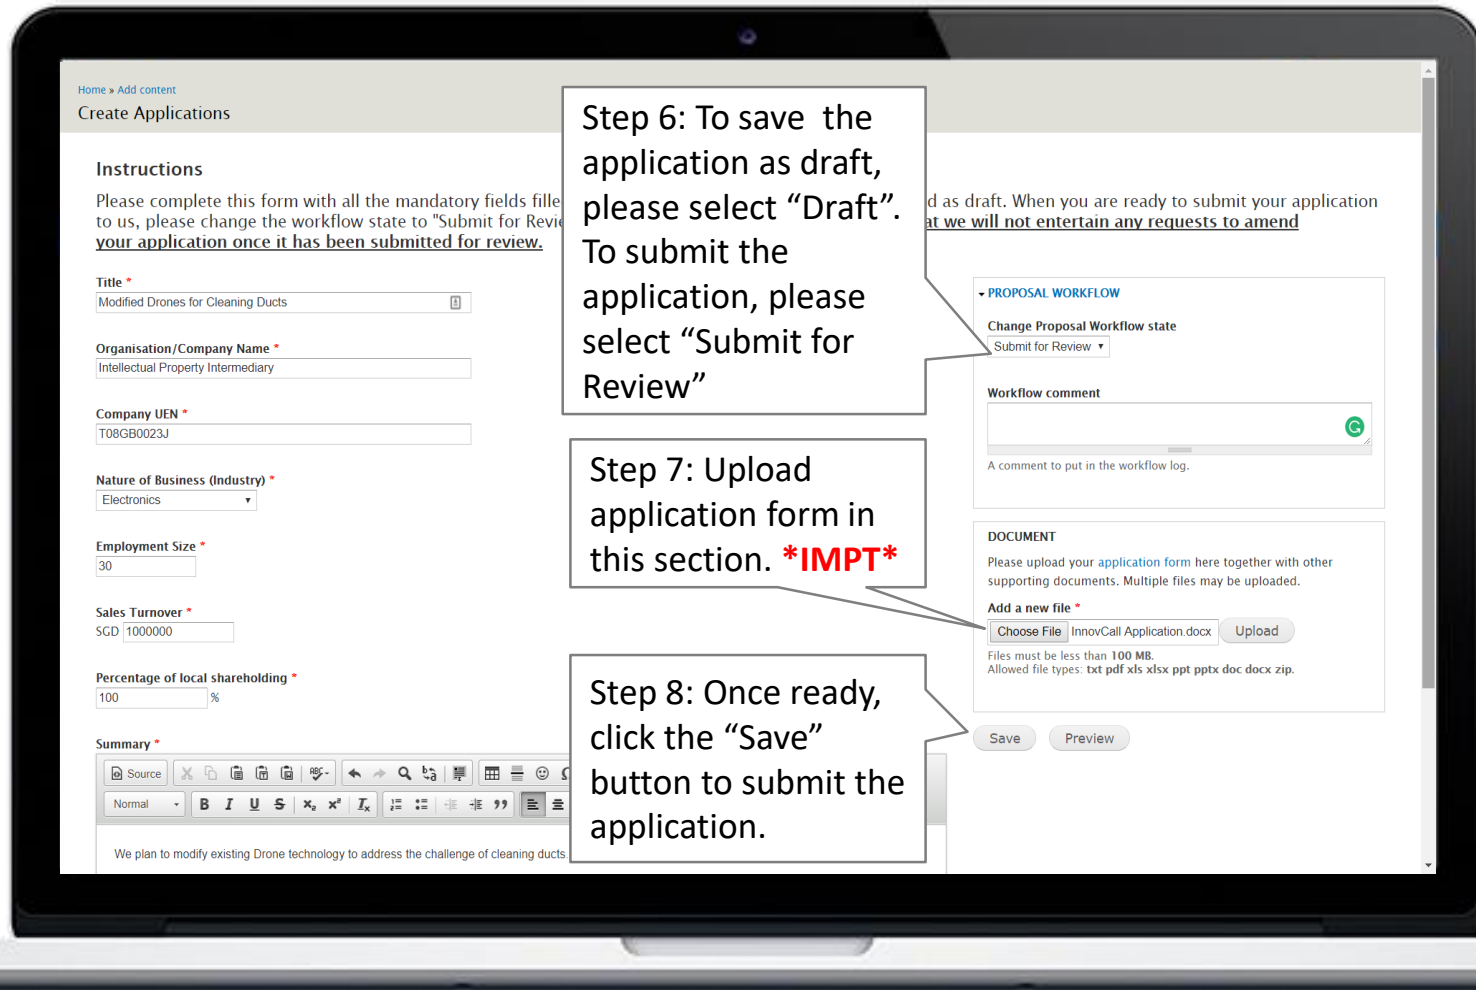 Home » Add content
Create Applications
Instructions
Please complete this form with all the mandatory fields fille
d as draft. When you are ready to submit your application
to us, please change the workflow state to "Submit for Revie
at we will not entertain any requests to amend
your application once it has been submitted for review.
Title *
Modified Drones for Cleaning Ducts
Organisation/Company Name *
Intellectual Property Intermediary
Company UEN *
T08GB0023J
Nature of Business (Industry) *
Electronics
Employment Size *
30
Sales Turnover *
SGD 1000000
Percentage of local shareholding *
100 %
Summary *
Source
Normal
B I U S x₂ x² Tx
We plan to modify existing Drone technology to address the challenge of cleaning ducts.
Step 6: To save the
application as draft,
please select “Draft”.
To submit the
application, please
select “Submit for
Review”
Step 7: Upload
application form in
this section. *IMPT*
Step 8: Once ready,
click the “Save”
button to submit the
application.
PROPOSAL WORKFLOW
Change Proposal Workflow state
Submit for Review
Workflow comment
A comment to put in the workflow log.
DOCUMENT
Please upload your application form here together with other
supporting documents. Multiple files may be uploaded.
Add a new file *
Choose File InnovCall Application.docx Upload
Files must be less than 100 MB.
Allowed file types: txt pdf xls xlsx ppt pptx doc docx zip.
Save Preview